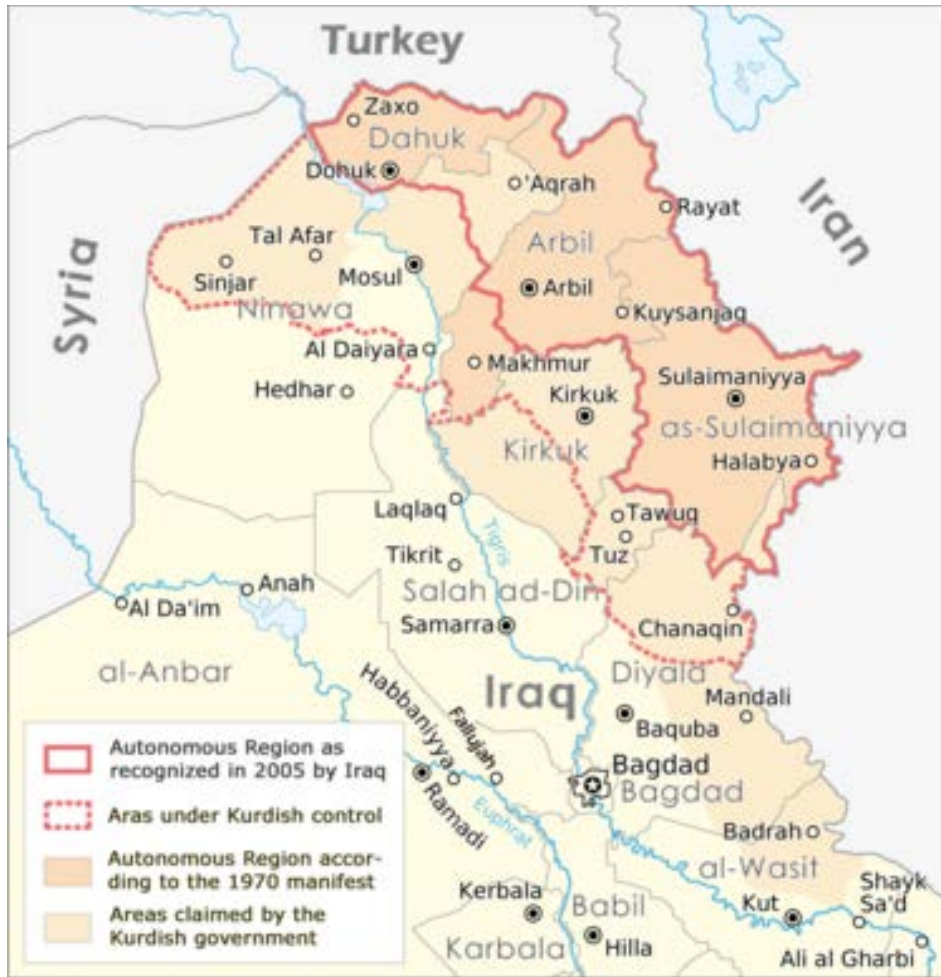 Turkey
Zaxo
Dahuk
Dohuk
'Aqrah
Rayat
Iran
Arbil
Syria
Tal Afar
Sinjar
Mosul
Arbil
Ninawa
Kuysanjaq
Al Daiyara
Makhmur
Hedhar
Kirkuk
Sulaimaniyya
as-Sulaimaniyya
Kirkuk
Halabya
Laqlaq
Tawuq
Tigris
Tuz
Tikrit
Anah
Salah ad-Din
Al Da'im
Samarra
Chanaqin
al-Anbar
Diyala
Iraq
Mandali
Habbaniyya
Fallujah
Baquba
Bagdad
Bagdad
Ramadi
Euphrat
Badrah
al-Wasit
Shayk
Sa'd
Kerbala
Babil
Kut
Karbala
Hilla
Ali al Gharbi
Autonomous Region as
recognized in 2005 by Iraq
Aras under Kurdish control
Autonomous Region accor-
ding to the 1970 manifest
Areas claimed by the
Kurdish government